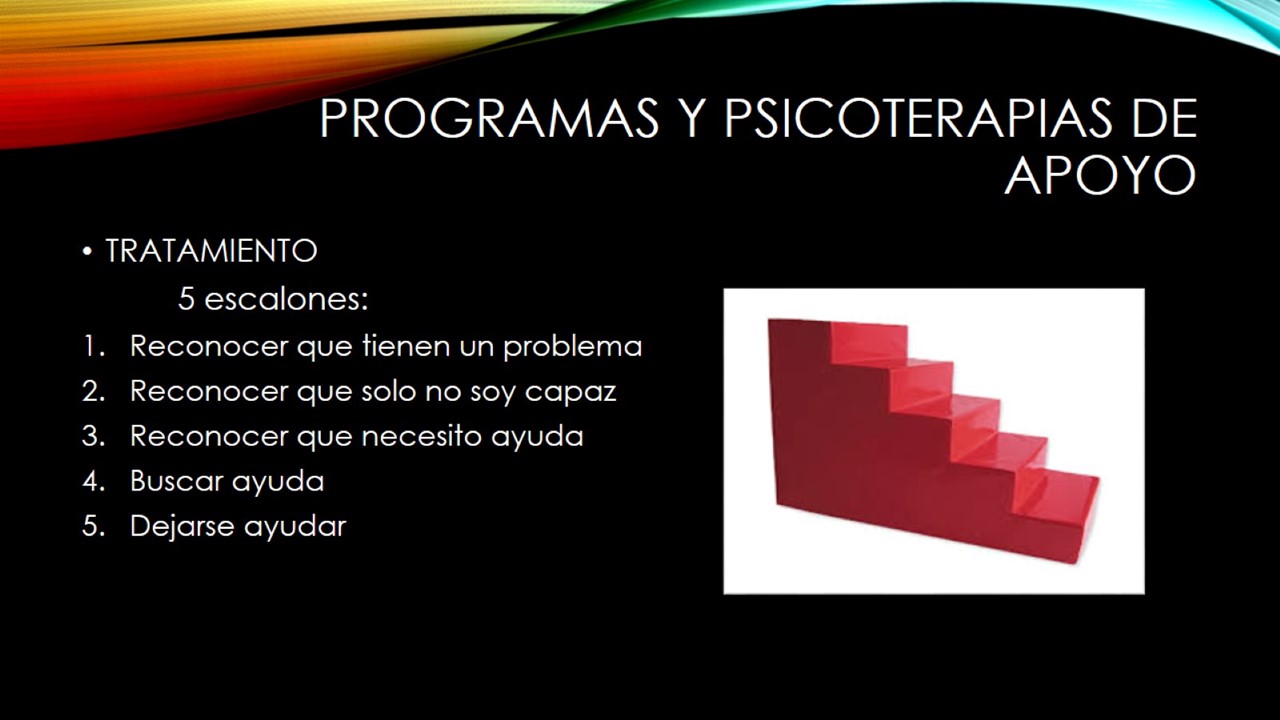 PROGRAMAS Y PSICOTERAPIAS DE
APOYO
• TRATAMIENTO
5 escalones:
1. Reconocer que tienen un problema
2. Reconocer que solo no soy capaz
3. Reconocer que necesito ayuda
4. Buscar ayuda
5. Dejarse ayudar